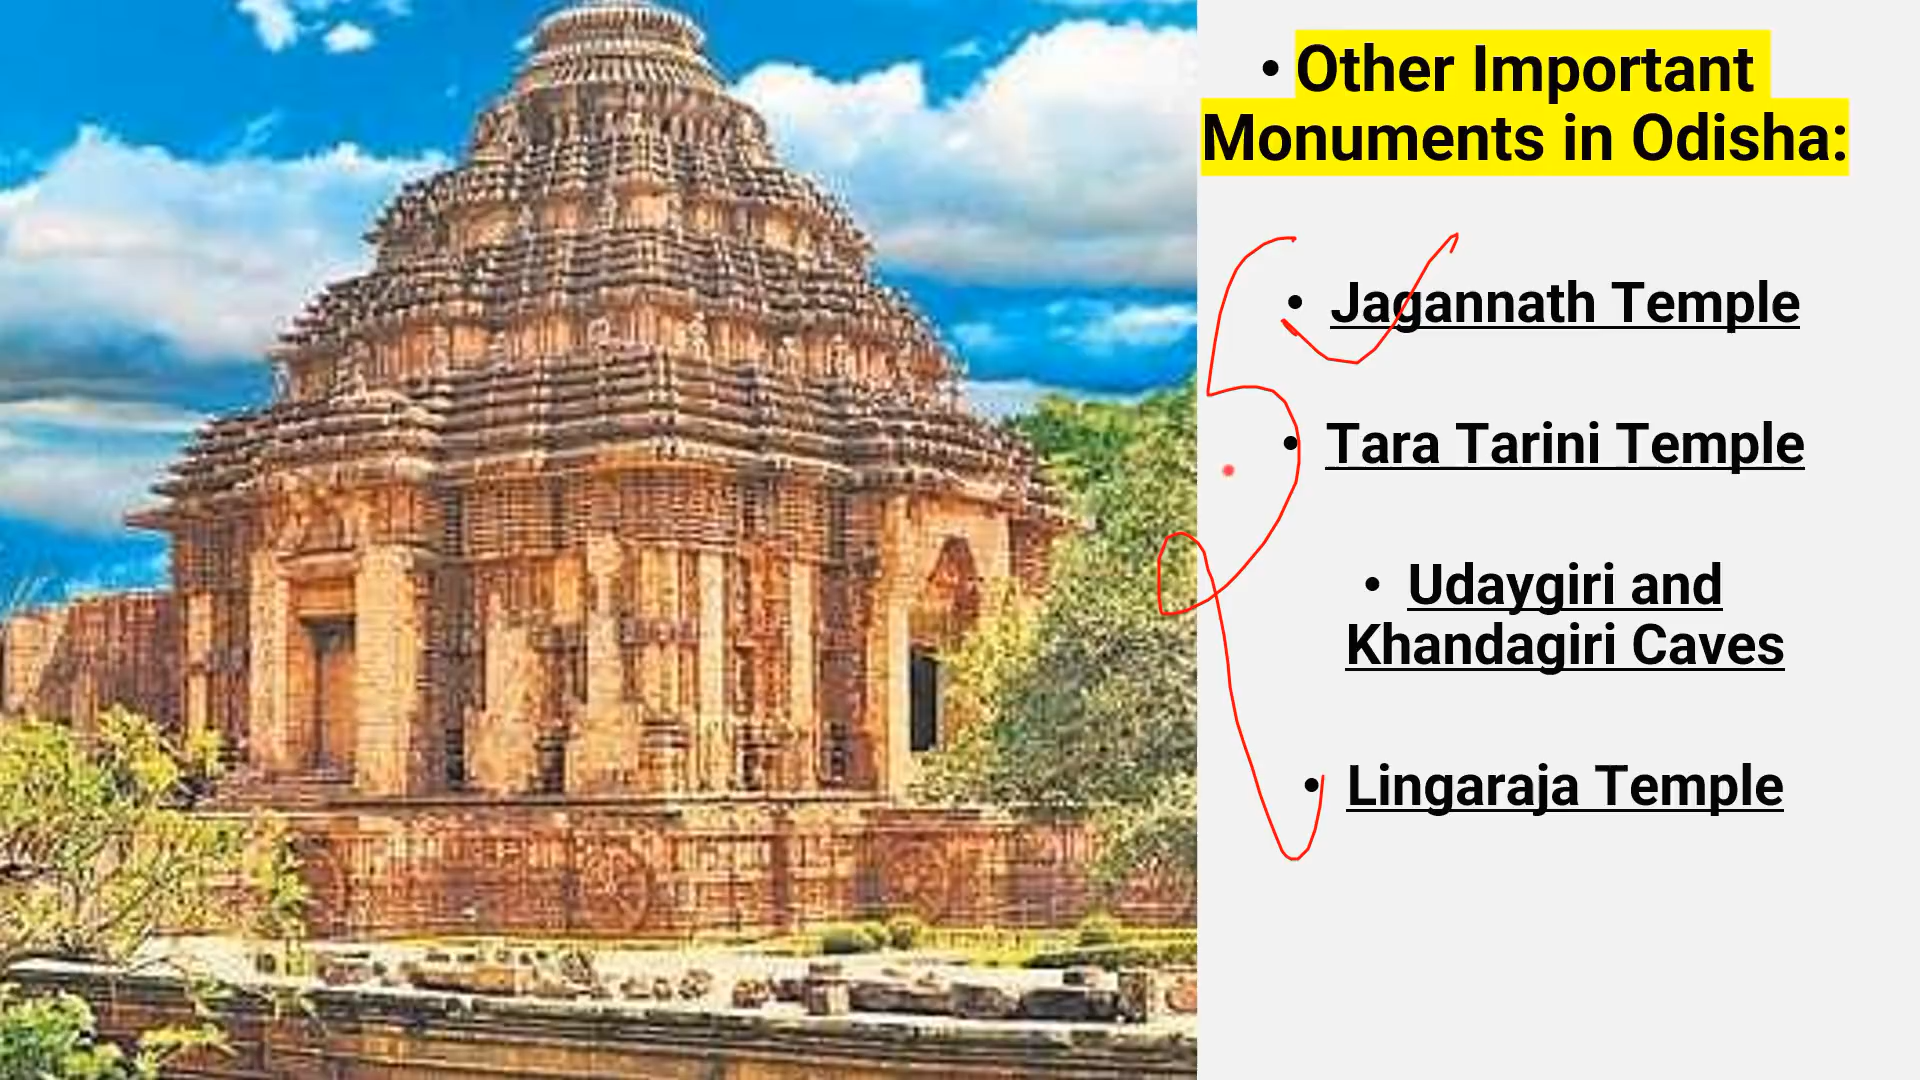 • Other Important
Monuments in Odisha:
• Jagannath Temple
• Tara Tarini Temple
• Udaygiri and
Khandagiri Caves
• Lingaraja Temple